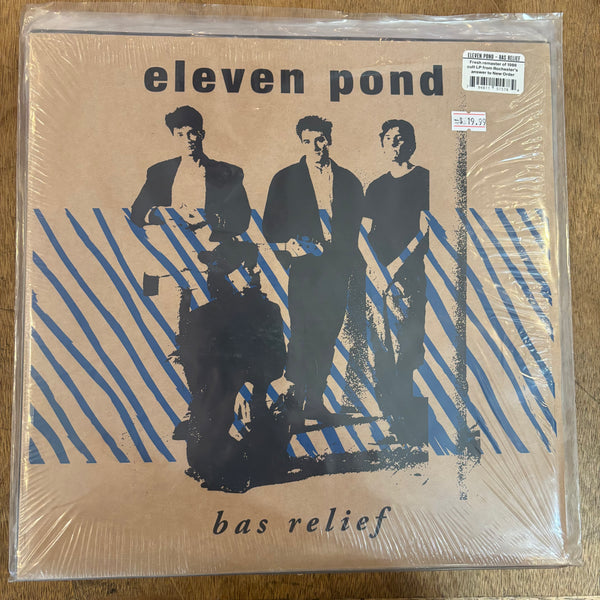 eleven pond
ELEVEN POND - BAS RELIEF
Fresh remaster of 1986
cult LP from Rochester's
answer to New Order
$ 19.99
bas relief